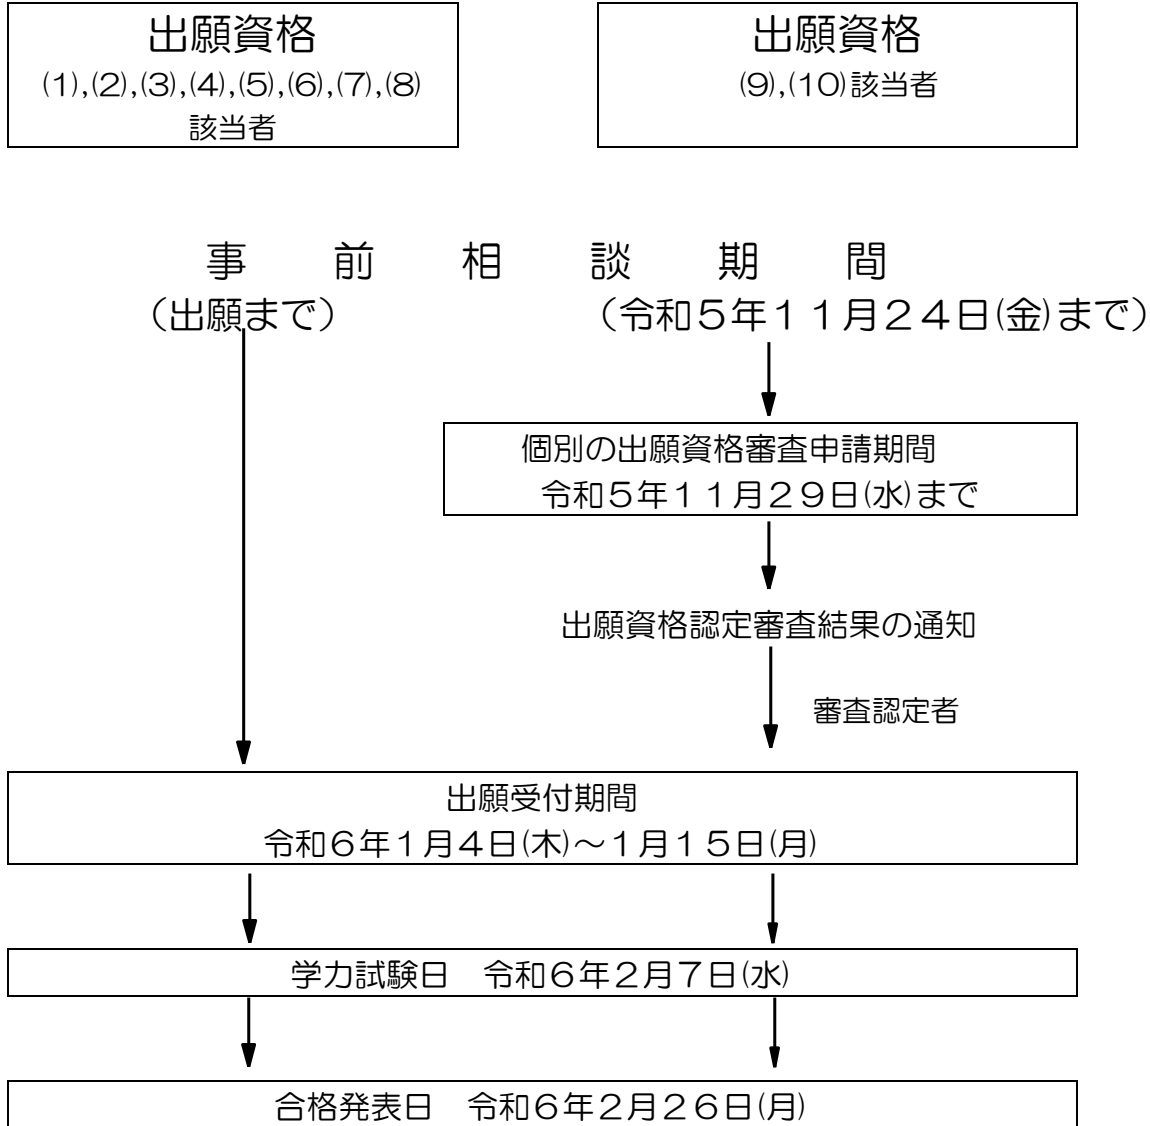 出願資格
(1),(2),(3),(4),(5),(6),(7),(8)
該当者
出願資格
(9),(10)該当者
事前相談期間
（出願まで）
（令和５年１１月２４日(金)まで）
個別の出願資格審査申請期間
令和５年１１月２９日(水)まで
出願資格認定審査結果の通知
審査認定者
出願受付期間
令和６年１月４日(木)～１月１５日(月)
学力試験日　令和６年２月７日(水)
合格発表日　令和６年２月２６日(月)